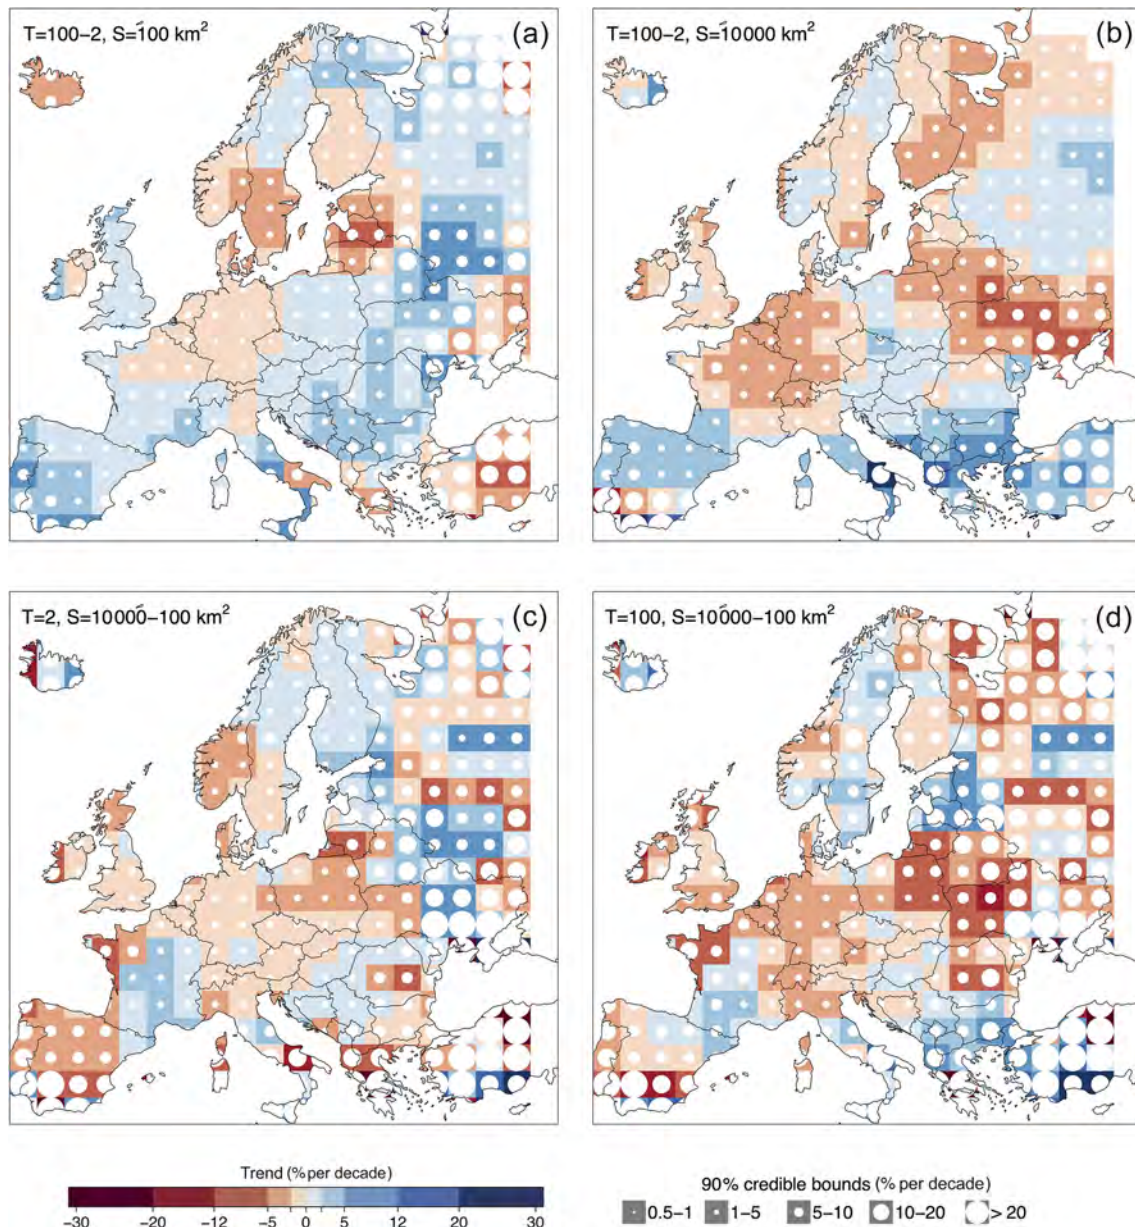 T=100−2, S=100 km²
(a)
T=100−2, S=10000 km²
(b)
T=2, S=10000−100 km²
(c)
T=100, S=10000−100 km²
(d)
Trend (% per decade)
−30 −20 −12 −5 −2 0 2 5 12 20 30
90% credible bounds (% per decade)
0.5−1 1−5 5−10 10−20 > 20